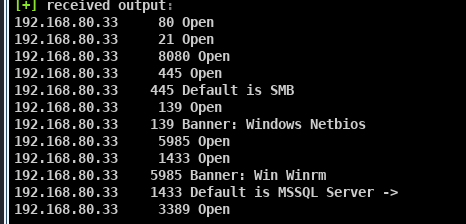 [+] received output:
192.168.80.33     80 Open
192.168.80.33     21 Open
192.168.80.33     8080 Open
192.168.80.33     445 Open
192.168.80.33    445 Default is SMB
192.168.80.33     139 Open
192.168.80.33    139 Banner: Windows Netbios
192.168.80.33     5985 Open
192.168.80.33     1433 Open
192.168.80.33    5985 Banner: Win Winrm
192.168.80.33    1433 Default is MSSQL Server ->
192.168.80.33     3389 Open